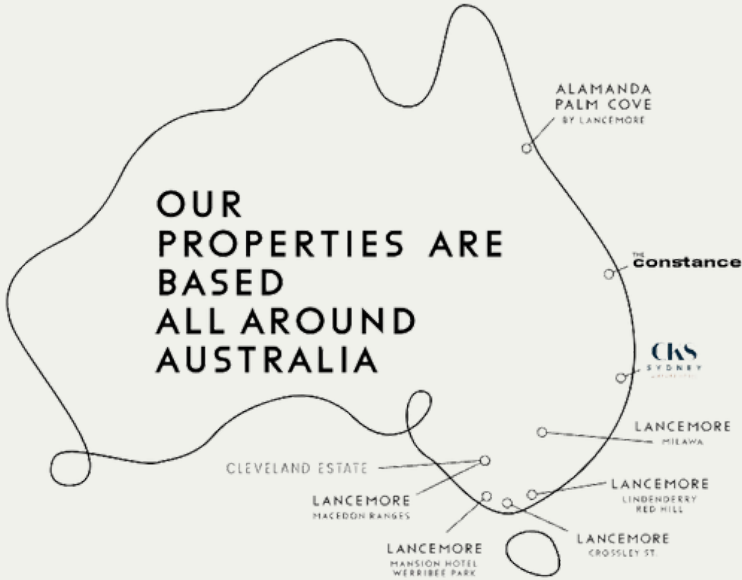 ALAMANDA
PALM COVE
BY LANCEMORE
OUR
PROPERTIES ARE
BASED
ALL AROUND
AUSTRALIA
THE
constance
CKS
SYDNEY
LANCEMORE
MILAWA
CLEVELAND ESTATE
LANCEMORE
MACEDON RANGES
LANCEMORE
LINDENDERRY
RED HILL
LANCEMORE
CROSSLEY ST.
LANCEMORE
MANSION HOTEL
WERRIBEE PARK